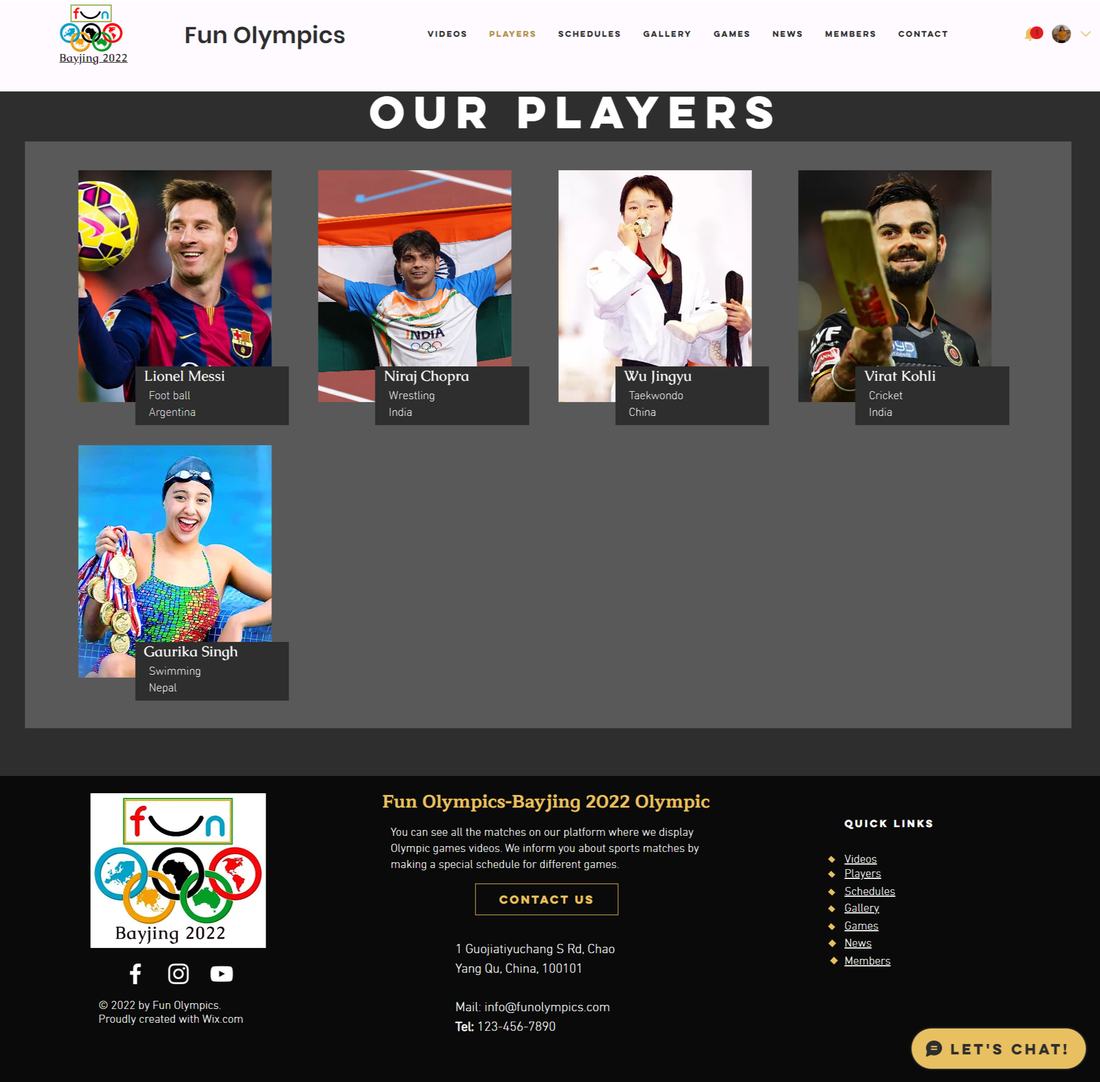 fun
Bayjing 2022
Fun Olympics
VIDEOS PLAYERS SCHEDULES GALLERY GAMES NEWS MEMBERS CONTACT
OUR PLAYERS
INDIA
YF
Lionel Messi
Foot ball
Argentina
Niraj Chopra
Wrestling
India
Wu Jingyu
Taekwondo
China
Virat Kohli
Cricket
India
Gaurika Singh
Swimming
Nepal
fun
Bayjing 2022
© 2022 by Fun Olympics.
Proudly created with Wix.com
Fun Olympics-Bayjing 2022 Olympic
You can see all the matches on our platform where we display
Olympic games videos. We inform you about sports matches by
making a special schedule for different games.
CONTACT US
1 Guojiatiyuchang S Rd, Chao
Yang Qu, China, 100101
Mail: info@funolympics.com
Tel: 123-456-7890
QUICK LINKS
Videos
Players
Schedules
Gallery
Games
News
Members
LET'S CHAT!